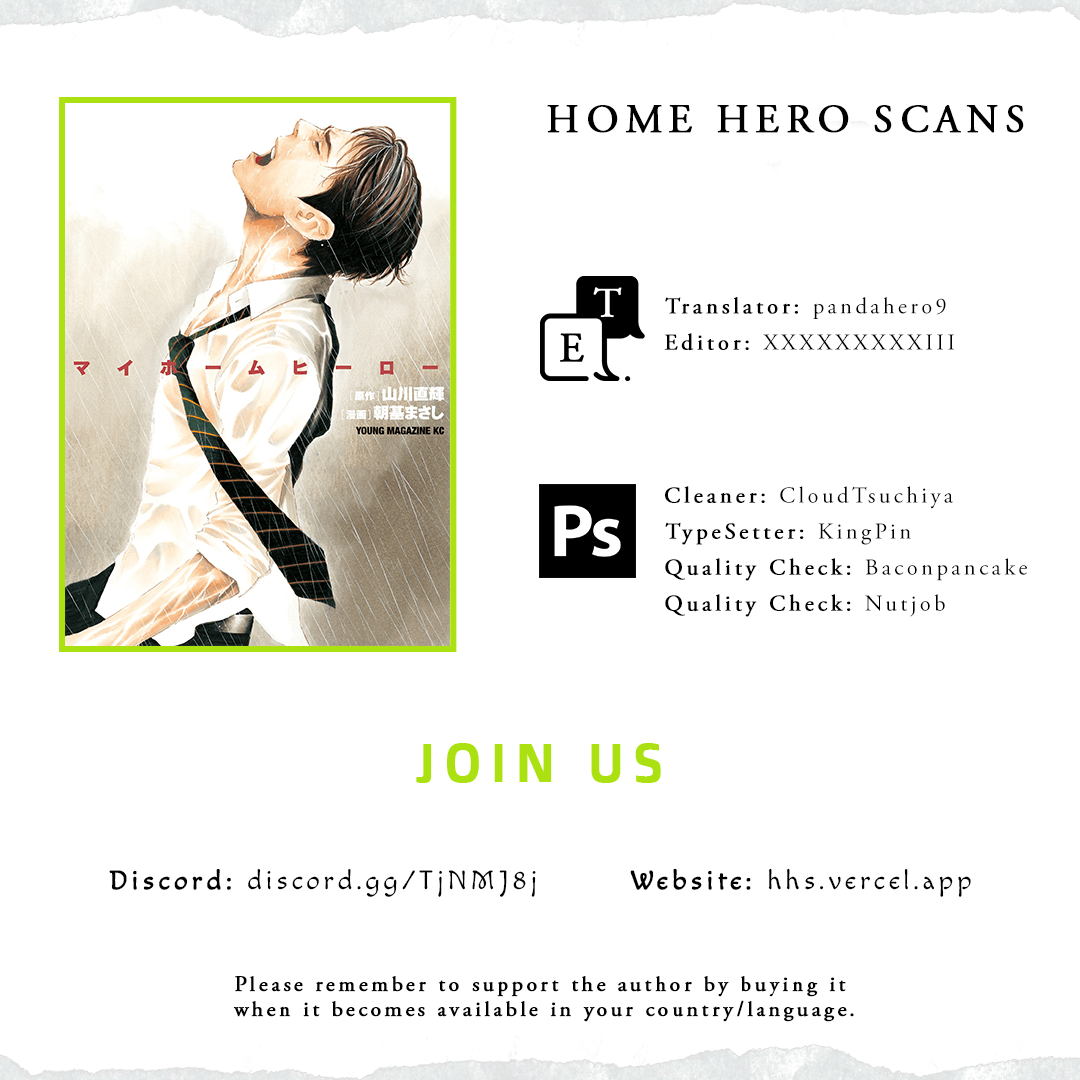 HOME HERO SCANS
マイホームヒーロー
[原作]山川直輝
[漫画]朝基まさし
YOUNG MAGAZINE KC
T
E
Translator: pandahero9
Editor: XXXXXXXXXIII
Ps
Cleaner: CloudTsuchiya
TypeSetter: KingPin
Quality Check: Baconpancake
Quality Check: Nutjob
JOIN US
Discord: discord.gg/TjNMJ8j
Website: hhs.vercel.app
Please remember to support the author by buying it
when it becomes available in your country/language.